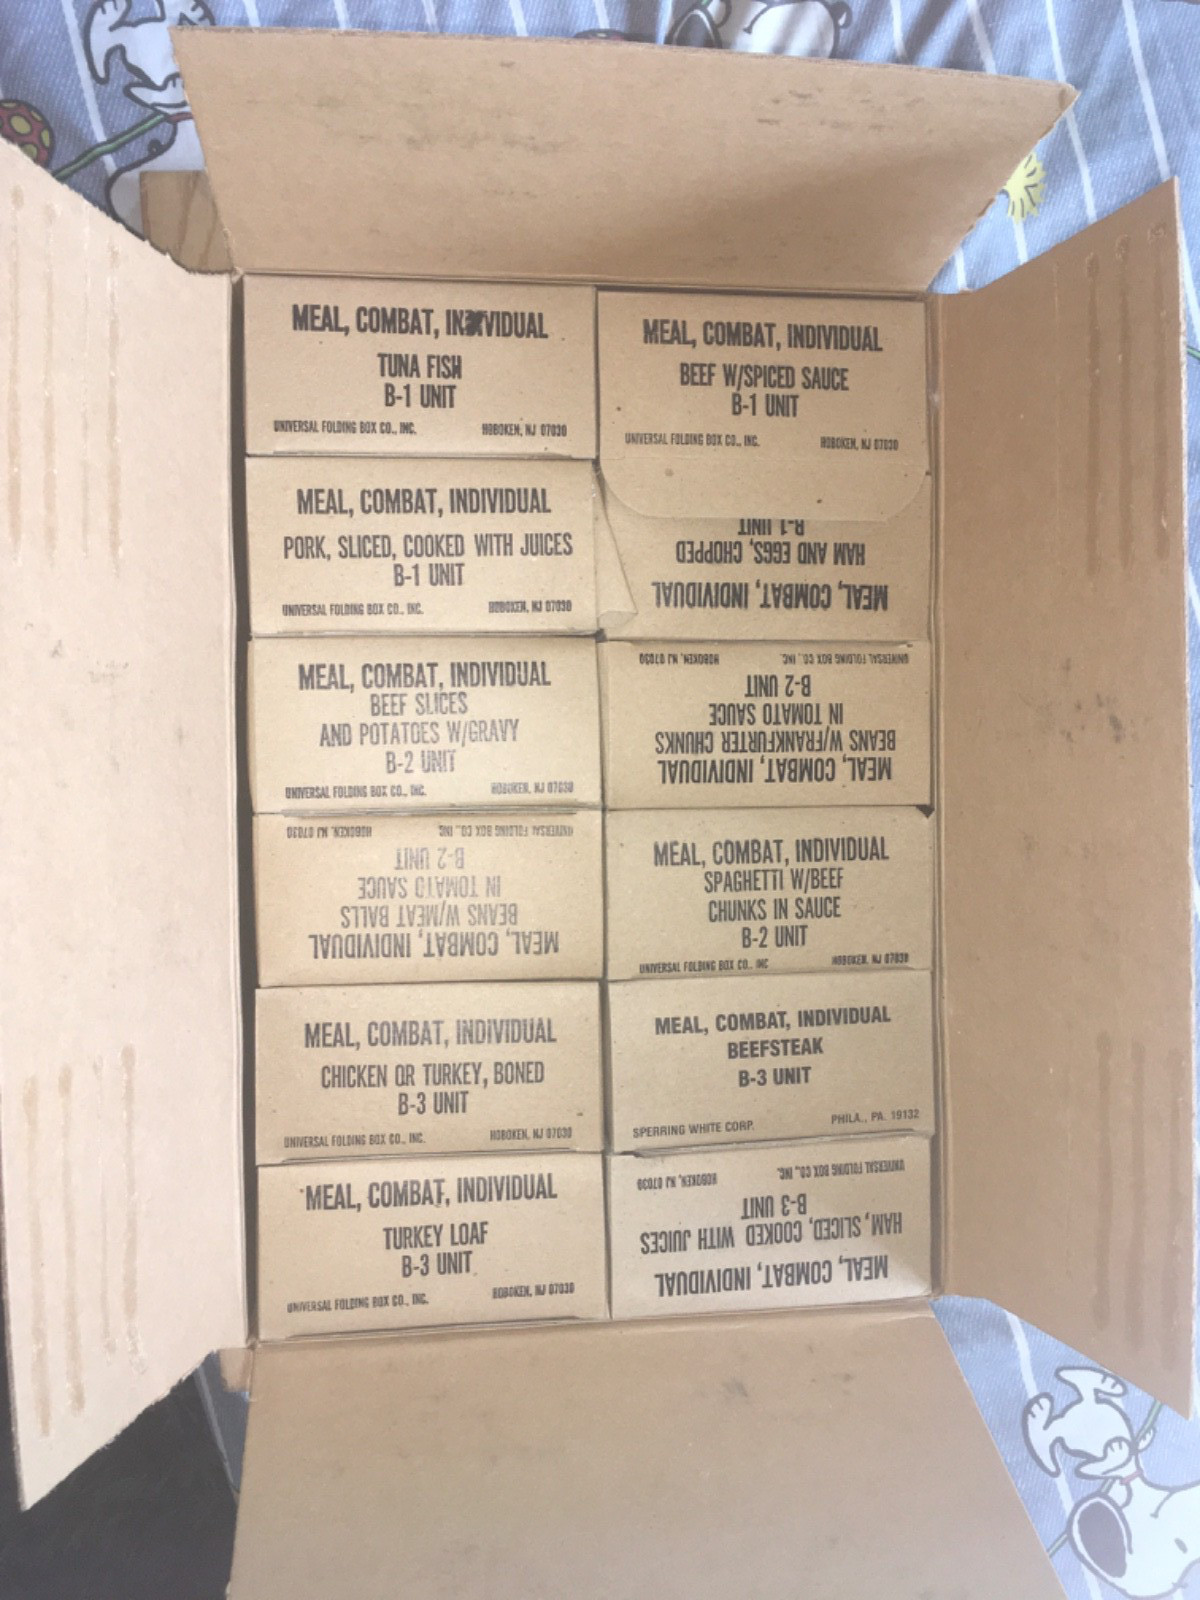 MEAL, COMBAT, INDIVIDUAL
TUNA FISH
B-1 UNIT
UNIVERSAL FOLDING BOX CO., INC. HOBOKEN, NJ 07030
MEAL, COMBAT, INDIVIDUAL
BEEF W/SPICED SAUCE
B-1 UNIT
UNIVERSAL FOLDING BOX CO., INC. HOBOKEN, NJ 07030
MEAL, COMBAT, INDIVIDUAL
PORK, SLICED, COOKED WITH JUICES
B-1 UNIT
UNIVERSAL FOLDING BOX CO., INC. HOBOKEN, NJ 07030
MEAL, COMBAT, INDIVIDUAL
HAM AND EGGS, CHOPPED
B-1 UNIT
MEAL, COMBAT, INDIVIDUAL
BEEF SLICES
AND POTATOES W/GRAVY
B-2 UNIT
UNIVERSAL FOLDING BOX CO., INC. HOBOKEN, NJ 07030
MEAL, COMBAT, INDIVIDUAL
BEANS W/FRANKFURTER CHUNKS
IN TOMATO SAUCE
B-2 UNIT
UNIVERSAL FOLDING BOX CO., INC. HOBOKEN, NJ 07030
MEAL, COMBAT, INDIVIDUAL
BEANS W/MEAT BALLS
IN TOMATO SAUCE
B-2 UNIT
UNIVERSAL FOLDING BOX CO., INC. HOBOKEN, NJ 07030
MEAL, COMBAT, INDIVIDUAL
SPAGHETTI W/BEEF
CHUNKS IN SAUCE
B-2 UNIT
UNIVERSAL FOLDING BOX CO., INC HOBOKEN, NJ 07030
MEAL, COMBAT, INDIVIDUAL
CHICKEN OR TURKEY, BONED
B-3 UNIT
UNIVERSAL FOLDING BOX CO., INC. HOBOKEN, NJ 07030
MEAL, COMBAT, INDIVIDUAL
BEEFSTEAK
B-3 UNIT
SPERRING WHITE CORP. PHILA., PA. 19132
MEAL, COMBAT, INDIVIDUAL
TURKEY LOAF
B-3 UNIT
UNIVERSAL FOLDING BOX CO., INC. HOBOKEN, NJ 07030
MEAL, COMBAT, INDIVIDUAL
HAM, SLICED, COOKED WITH JUICES
B-3 UNIT
UNIVERSAL FOLDING BOX CO., INC. HOBOKEN, NJ 07030